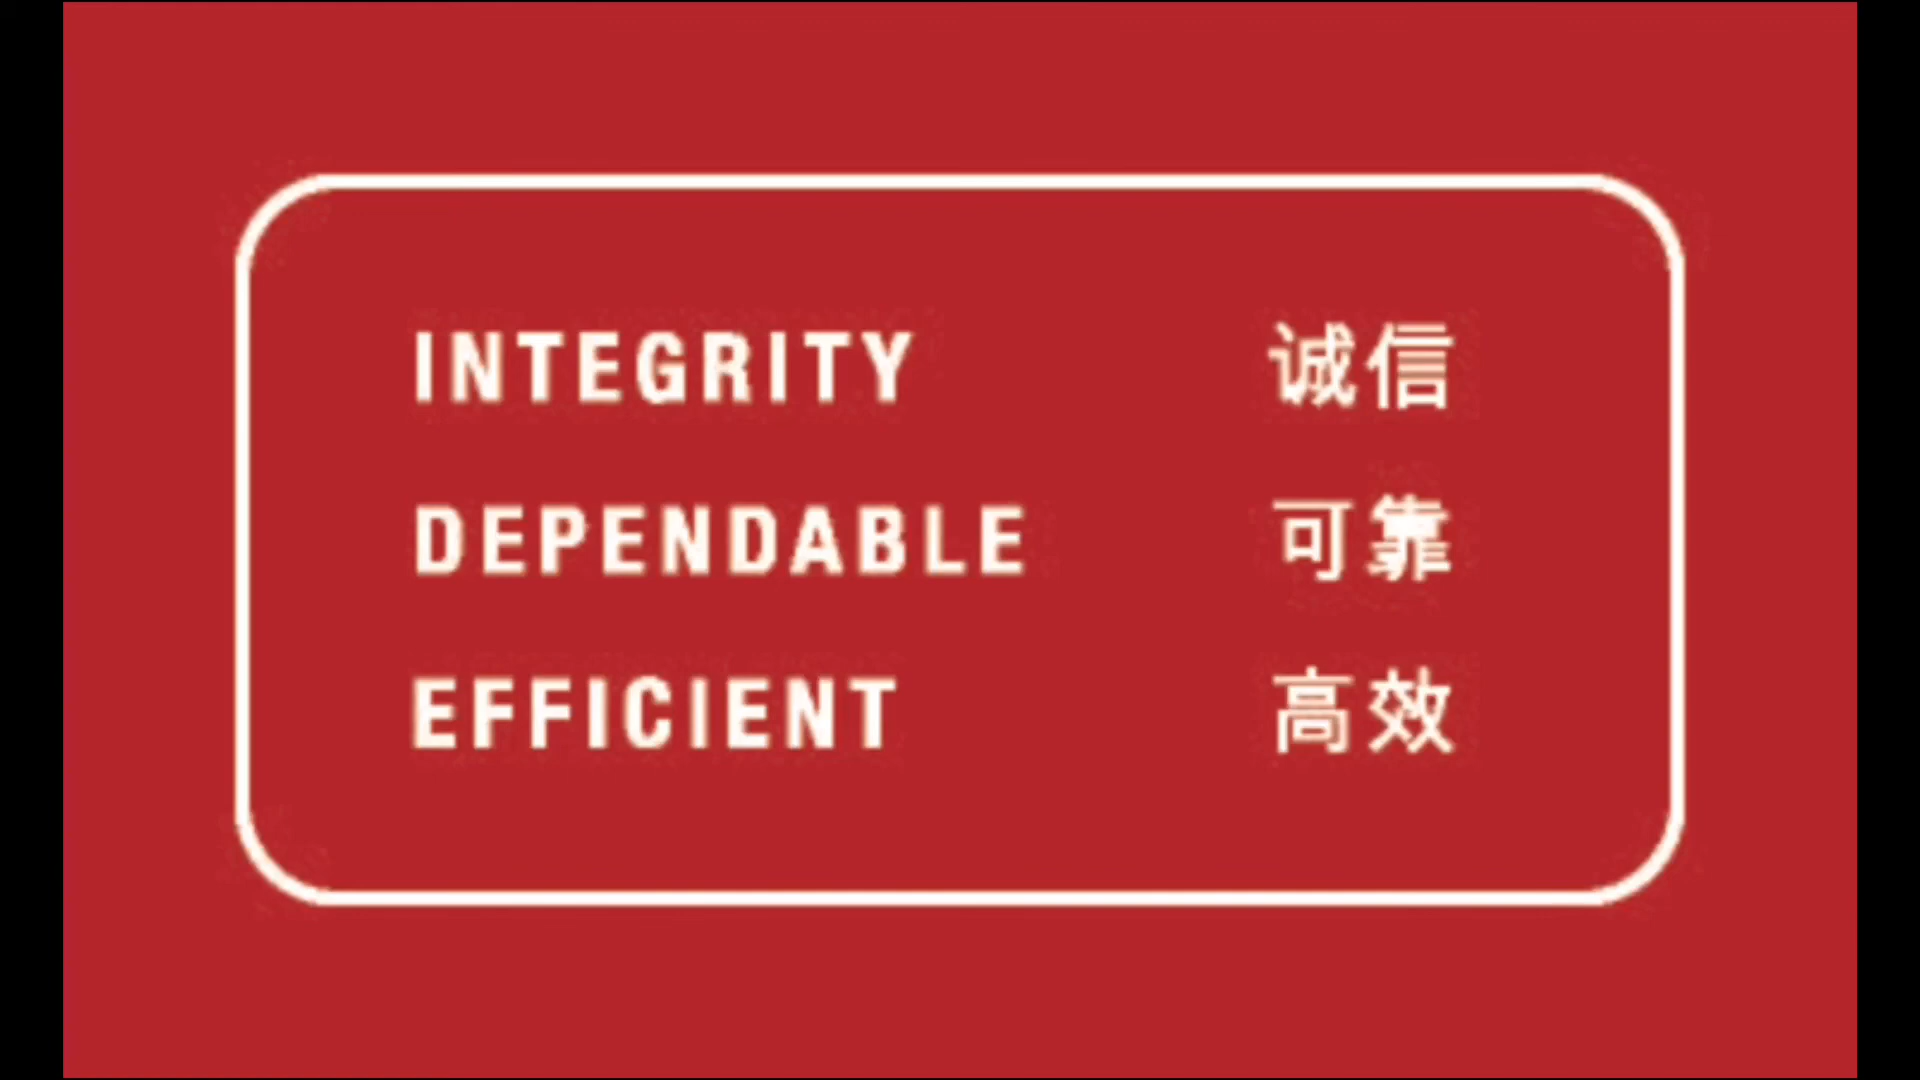 INTEGRITY 诚信
DEPENDABLE 可靠
EFFICIENT 高效